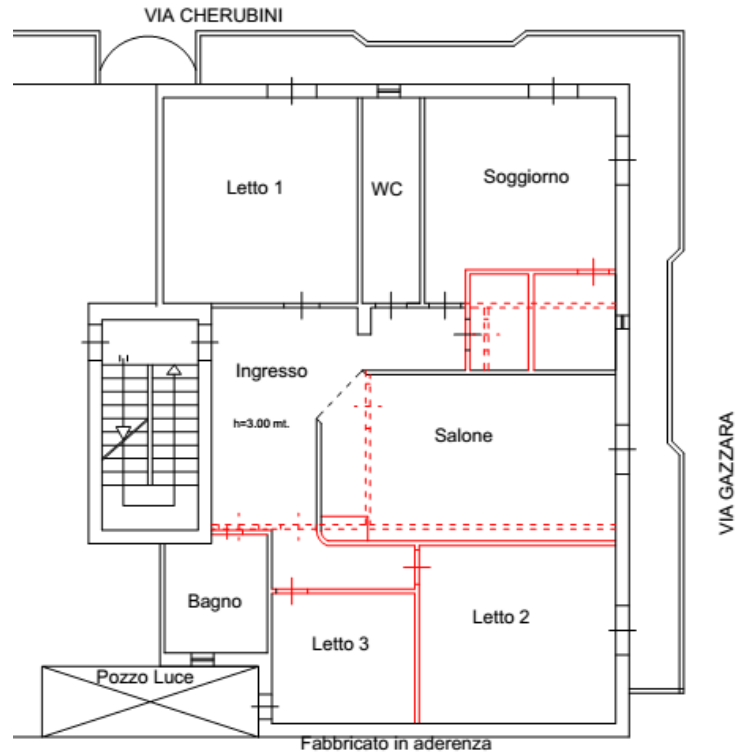 VIA CHERUBINI
Letto 1
WC
Soggiorno
Ingresso
h=3.00 mt.
Salone
VIA GAZZARA
Bagno
Letto 3
Letto 2
Pozzo Luce
Fabbricato in aderenza